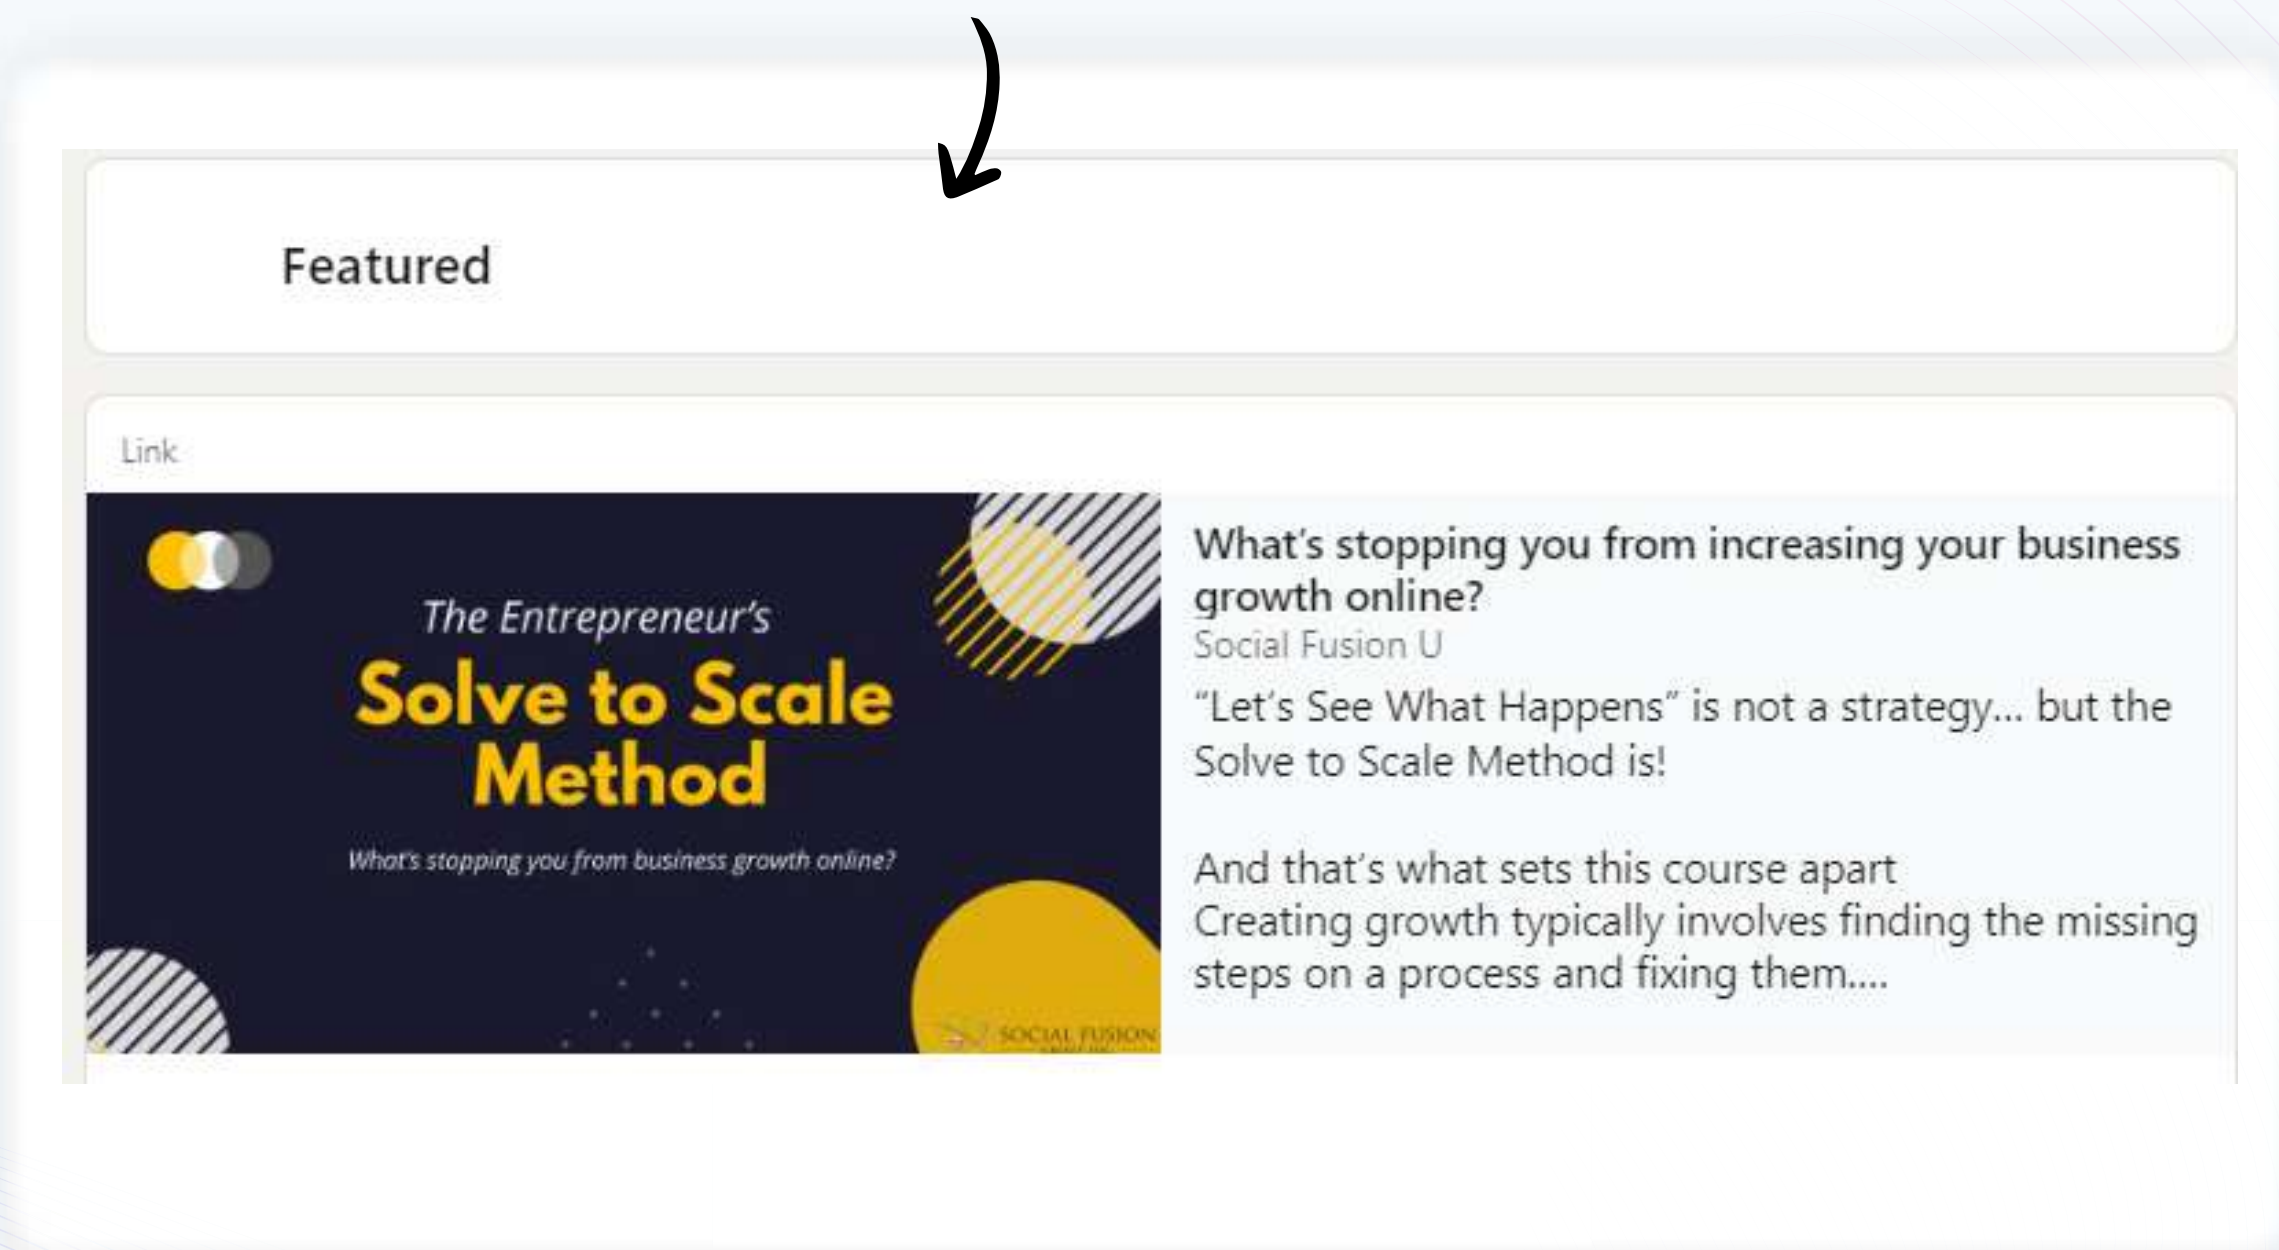 Featured
Link
The Entrepreneur's
Solve to Scale
Method
What's stopping you from business growth online?
SOCIAL FUSION
What's stopping you from increasing your business
growth online?
Social Fusion U
“Let's See What Happens” is not a strategy... but the
Solve to Scale Method is!
And that's what sets this course apart
Creating growth typically involves finding the missing
steps on a process and fixing them....